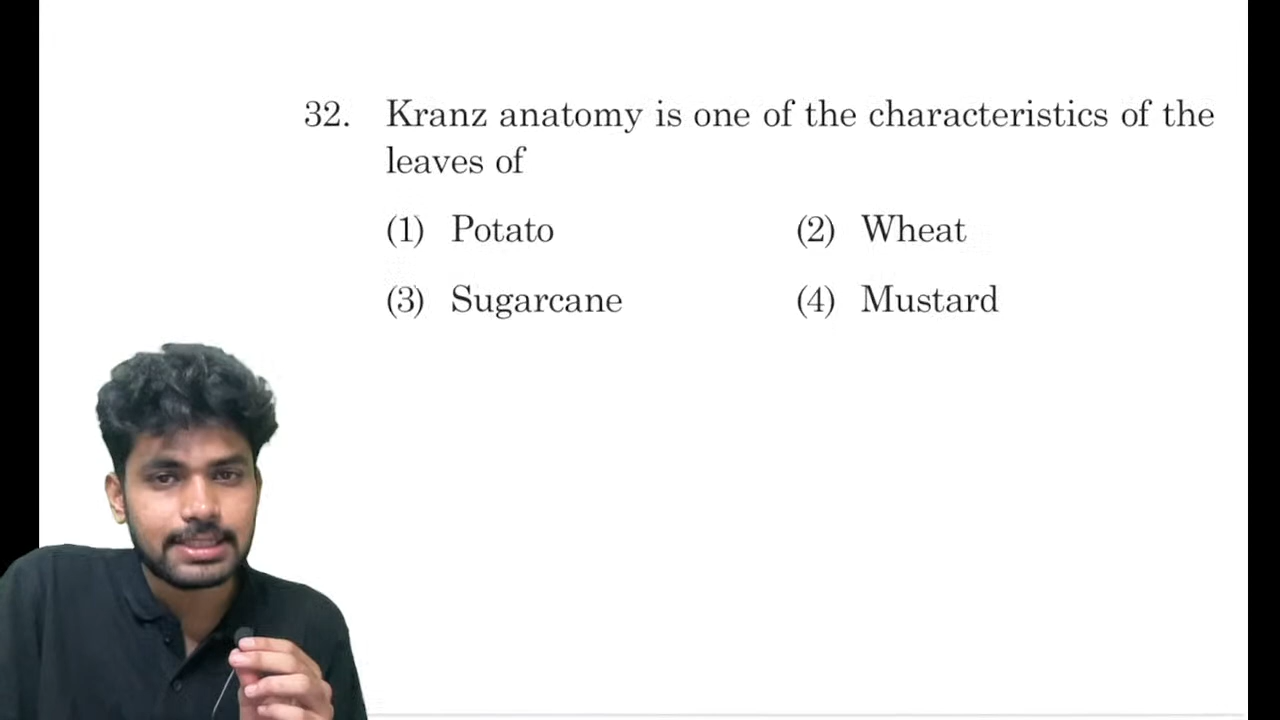 32. Kranz anatomy is one of the characteristics of the
leaves of
(1) Potato (2) Wheat
(3) Sugarcane (4) Mustard